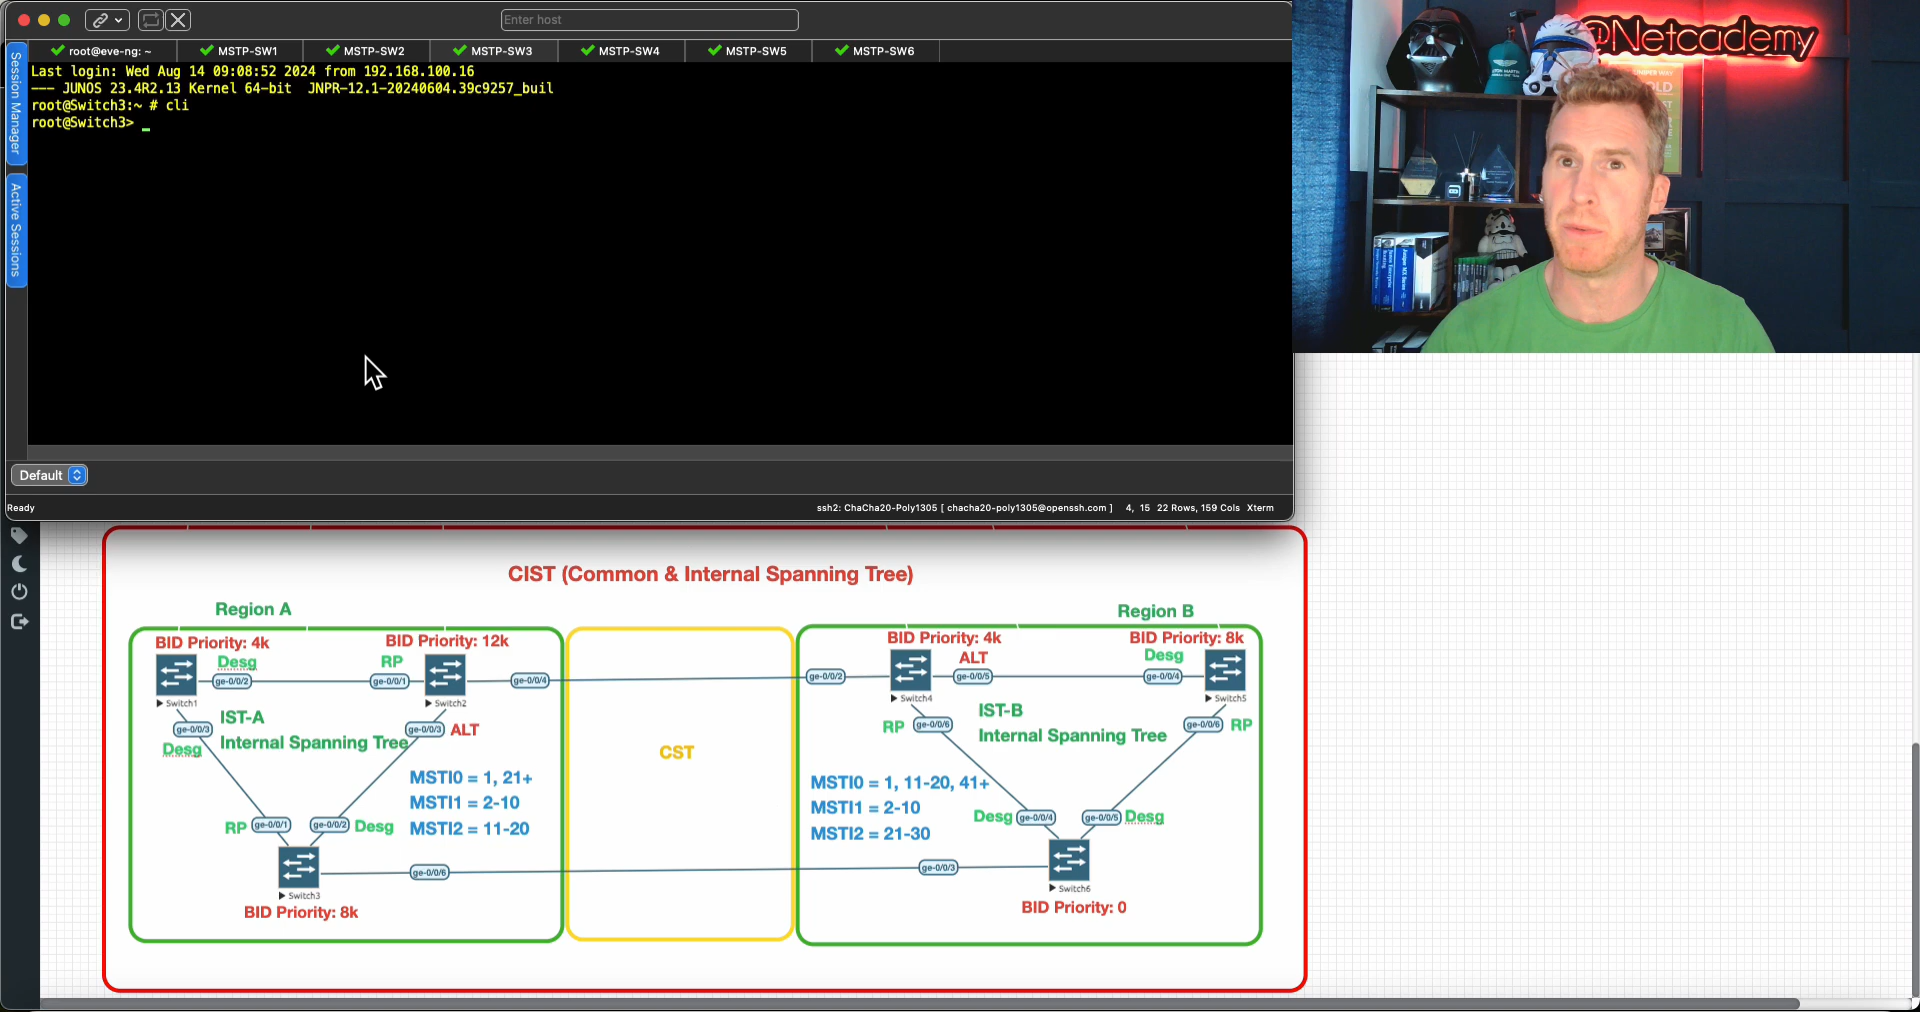 Enter host
root@eve-ng: ~
MSTP-SW1
MSTP-SW2
MSTP-SW3
MSTP-SW4
MSTP-SW5
MSTP-SW6
Session Manager
Active Sessions
Last login: Wed Aug 14 09:08:52 2024 from 192.168.100.16
--- JUNOS 23.4R2.13 Kernel 64-bit  JNPR-12.1-20240604.39c9257_buil
root@Switch3:~ # cli
root@Switch3>
Default
Ready
ssh2: ChaCha20-Poly1305 [ chacha20-poly1305@openssh.com ]
4, 15
22 Rows, 159 Cols
Xterm
@Netcademy
CIST (Common & Internal Spanning Tree)
Region A
Region B
BID Priority: 4k
BID Priority: 12k
Desg
RP
ge-0/0/2
ge-0/0/1
ge-0/0/4
Switch1
Switch2
ge-0/0/3
Desg
IST-A
Internal Spanning Tree
ge-0/0/3
ALT
MSTI0 = 1, 21+
MSTI1 = 2-10
MSTI2 = 11-20
RP
ge-0/0/1
ge-0/0/2
Desg
Switch3
ge-0/0/6
BID Priority: 8k
CST
BID Priority: 4k
BID Priority: 8k
ALT
Desg
ge-0/0/2
ge-0/0/5
ge-0/0/4
Switch4
Switch5
IST-B
Internal Spanning Tree
RP
ge-0/0/6
ge-0/0/6
RP
MSTI0 = 1, 11-20, 41+
MSTI1 = 2-10
MSTI2 = 21-30
Desg
ge-0/0/4
ge-0/0/5
Desg
ge-0/0/3
Switch6
BID Priority: 0